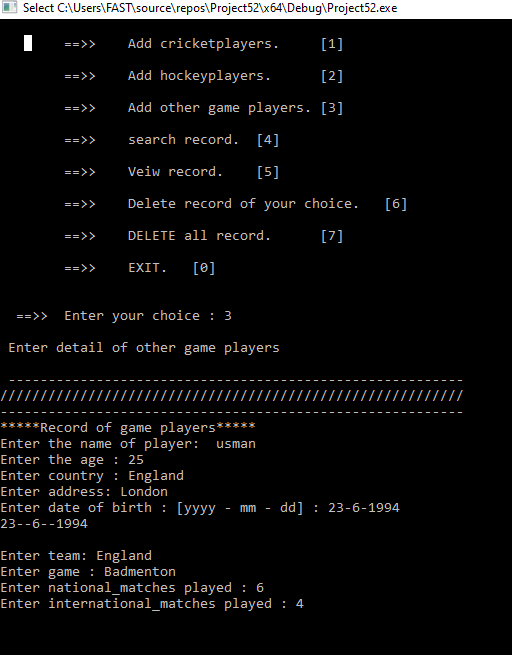 Select C:\Users\FAST\source\repos\Project52\x64\Debug\Project52.exe
==>> Add cricketplayers. [1]
==>> Add hockeyplayers. [2]
==>> Add other game players. [3]
==>> search record. [4]
==>> Veiw record. [5]
==>> Delete record of your choice. [6]
==>> DELETE all record. [7]
==>> EXIT. [0]
==>> Enter your choice : 3
Enter detail of other game players
---------------------------------------------------------
//////////////////////////////////////////////////////////
----------------------------------------------------------
*****Record of game players*****
Enter the name of player: usman
Enter the age : 25
Enter country : England
Enter address: London
Enter date of birth : [yyyy - mm - dd] : 23-6-1994
23--6--1994
Enter team: England
Enter game : Badmenton
Enter national_matches played : 6
Enter international_matches played : 4